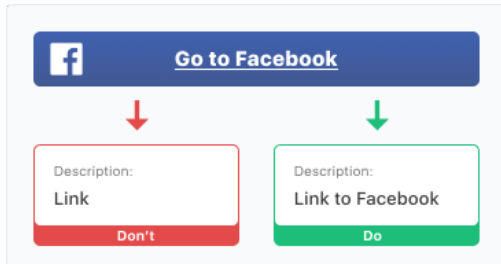 Go to Facebook
Description:
Link
Don't
Description:
Link to Facebook
Do